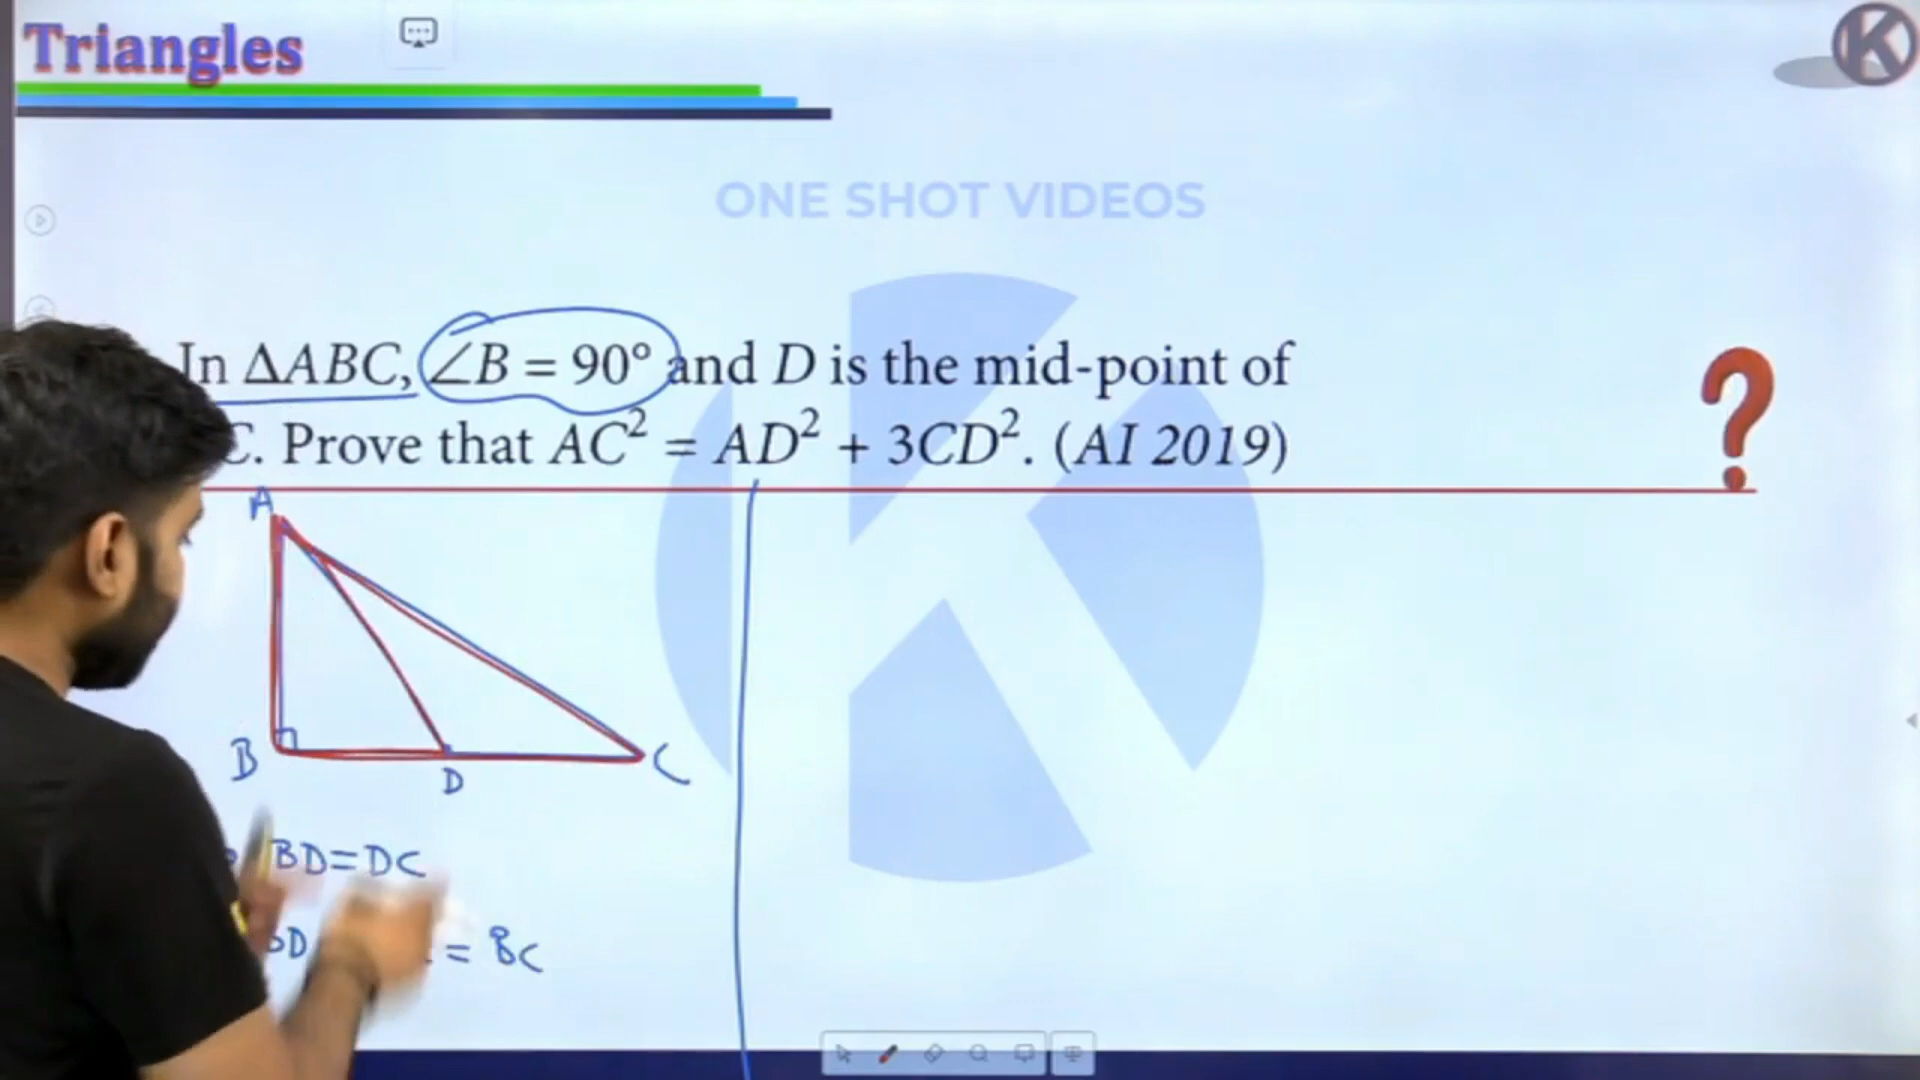 Triangles
K
ONE SHOT VIDEOS
In ΔABC, ∠B = 90° and D is the mid-point of
C. Prove that AC² = AD² + 3CD². (AI 2019)
A
B
D
C
BD=DC
= BC